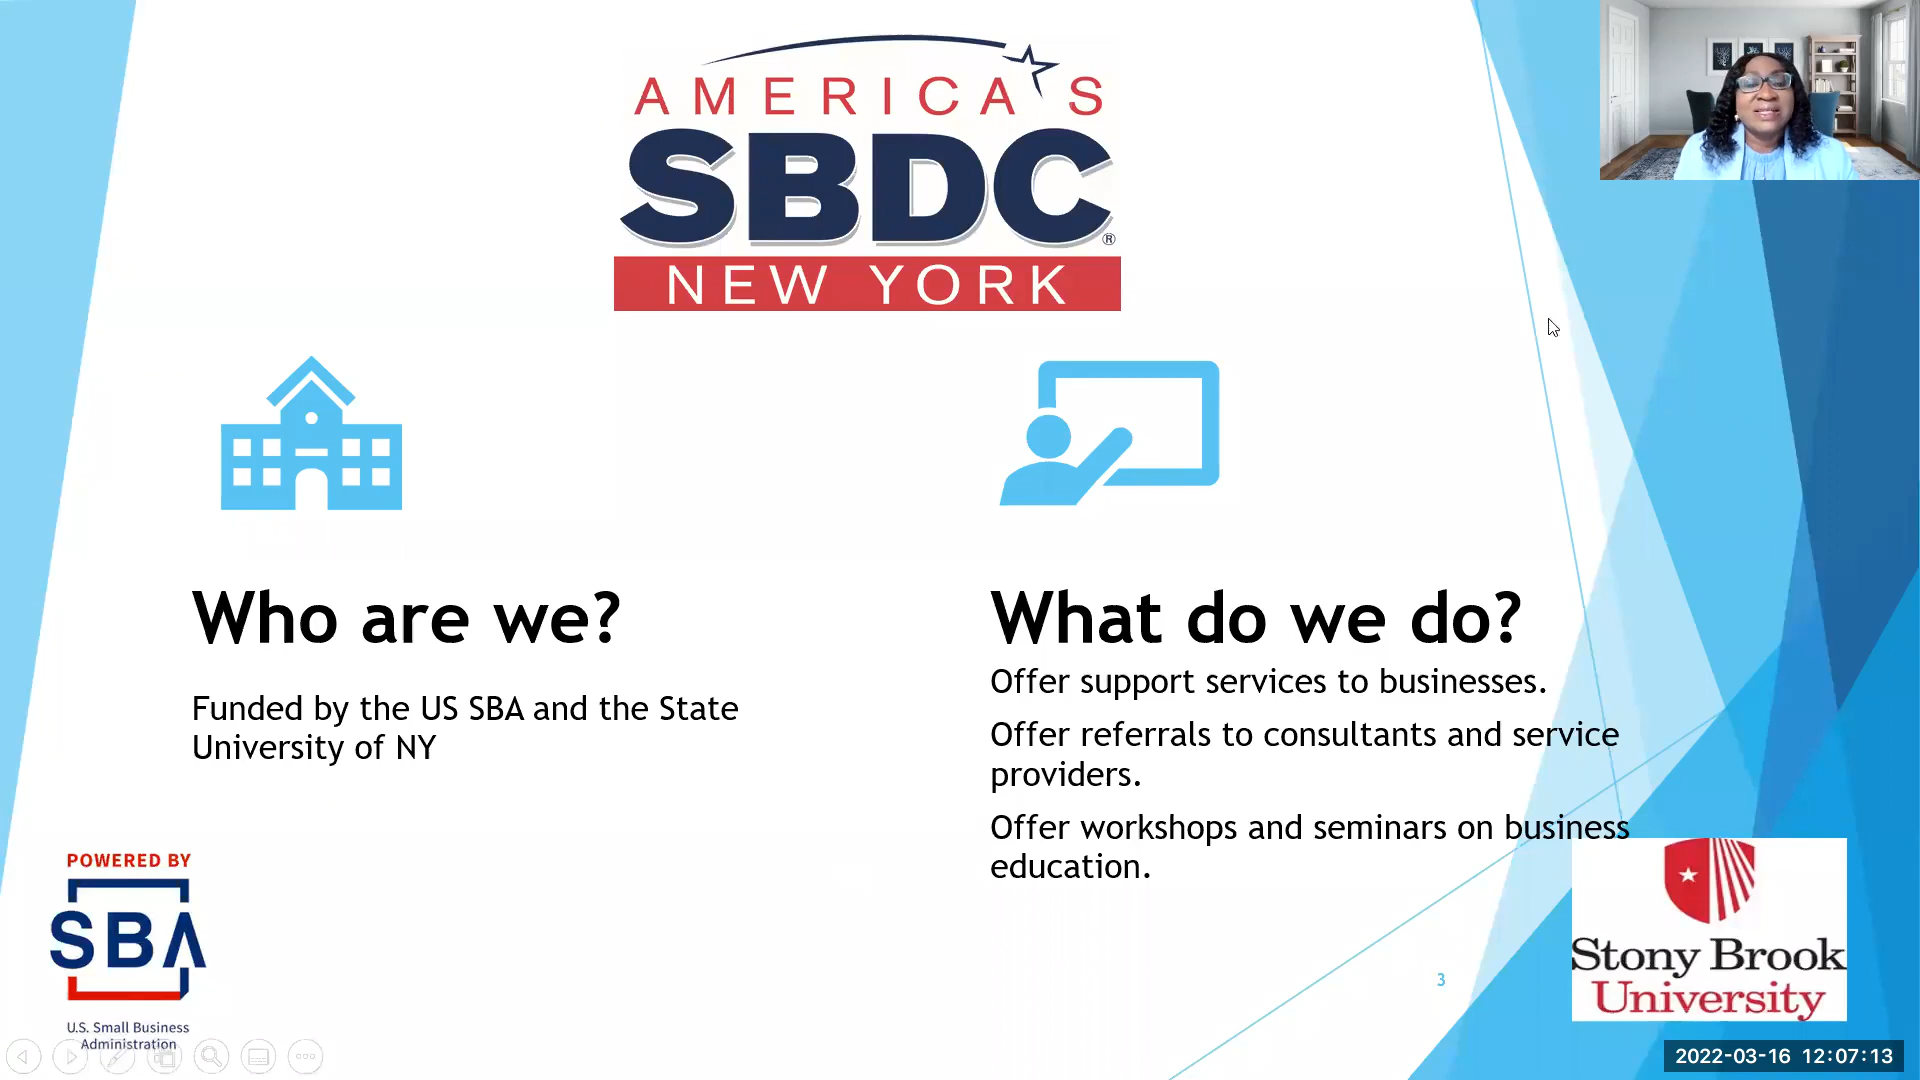 AMERICA'S
SBDC®
NEW YORK
Who are we?
Funded by the US SBA and the State
University of NY
What do we do?
Offer support services to businesses.
Offer referrals to consultants and service
providers.
Offer workshops and seminars on business
education.
POWERED BY
SBA
U.S. Small Business
Administration
3
Stony Brook
University
2022-03-16 12:07:13